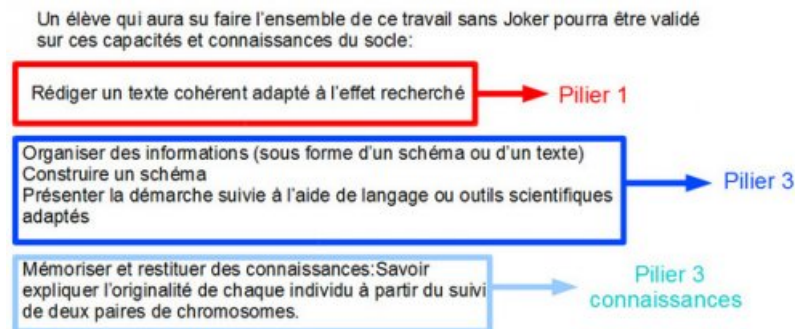 Un élève qui aura su faire l'ensemble de ce travail sans Joker pourra être validé
sur ces capacités et connaissances du socle:
Rédiger un texte cohérent adapté à l'effet recherché
Pilier 1
Organiser des informations (sous forme d'un schéma ou d'un texte)
Construire un schéma
Présenter la démarche suivie à l'aide de langage ou outils scientifiques
adaptés
Pilier 3
Mémoriser et restituer des connaissances:Savoir
expliquer l'originalité de chaque individu à partir du suivi
de deux paires de chromosomes.
Pilier 3
connaissances